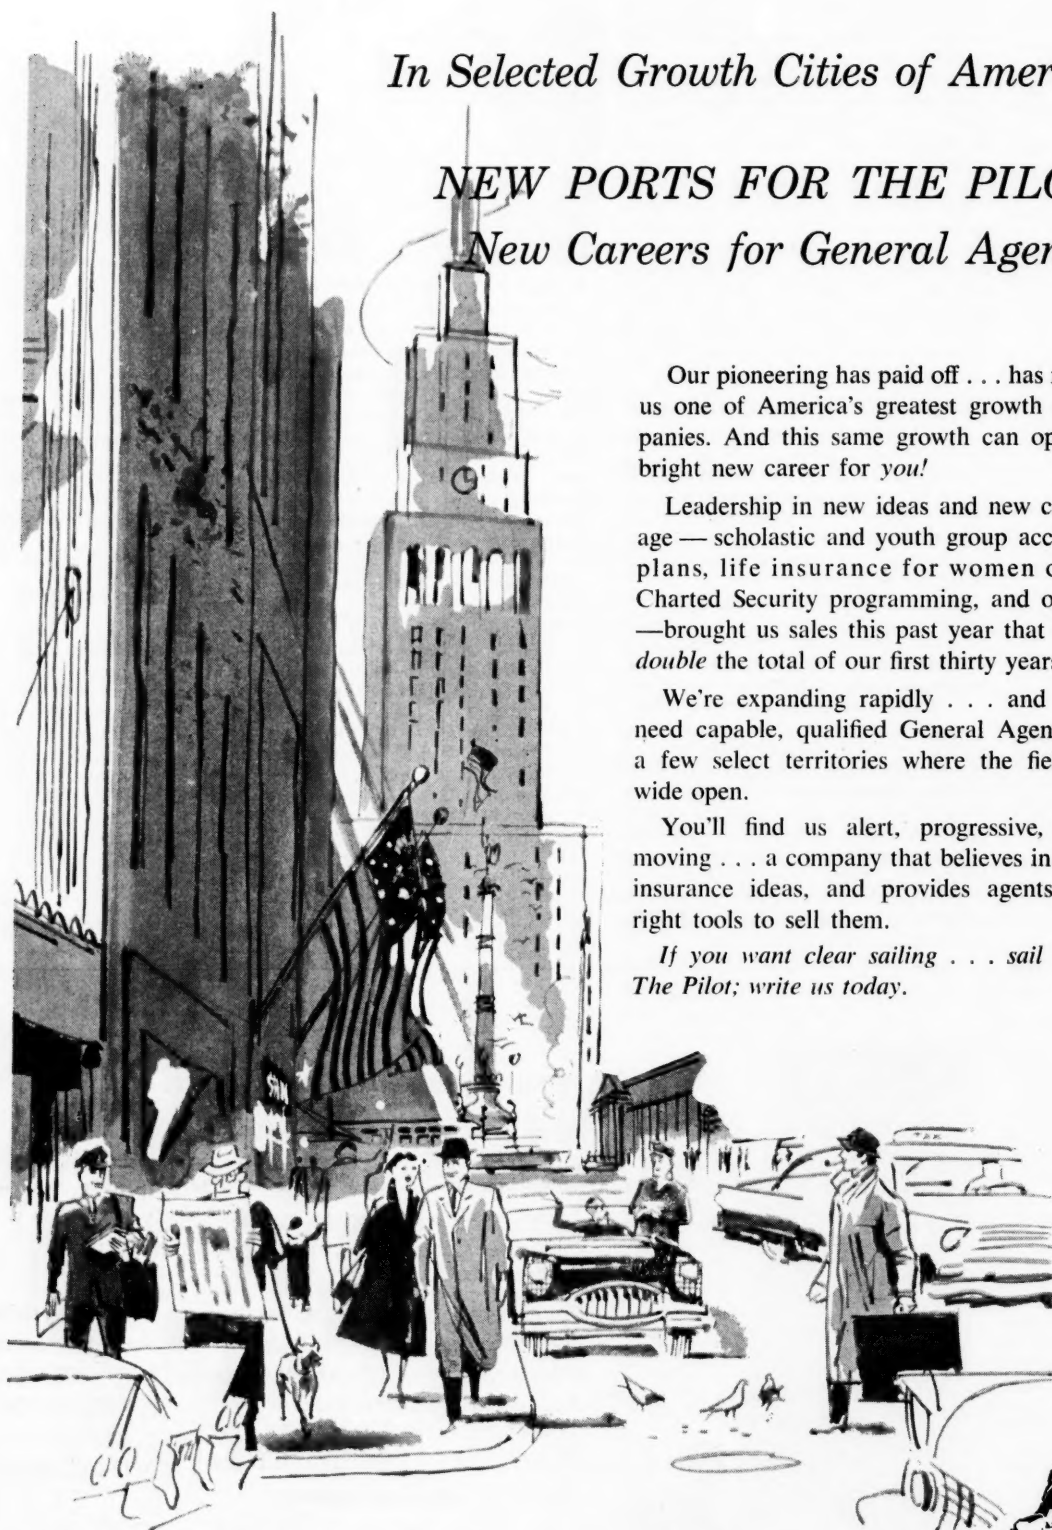 In Selected Growth Cities of Amer
NEW PORTS FOR THE PILO
New Careers for General Agen
Our pioneering has paid off . . . has
us one of America's greatest growth
panies. And this same growth can op
bright new career for you!
Leadership in new ideas and new c
age — scholastic and youth group acc
plans, life insurance for women o
Charted Security programming, and o
—brought us sales this past year that
double the total of our first thirty years
We're expanding rapidly . . . and
need capable, qualified General Agen
a few select territories where the fie
wide open.
You'll find us alert, progressive,
moving . . . a company that believes in
insurance ideas, and provides agents
right tools to sell them.
If you want clear sailing . . . sail
The Pilot; write us today.